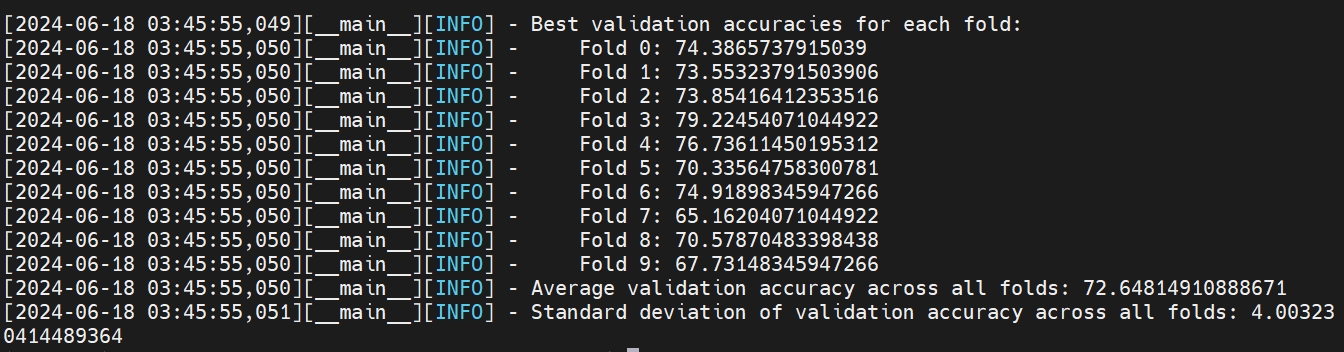 [2024-06-18 03:45:55,049][__main__][INFO] - Best validation accuracies for each fold:
[2024-06-18 03:45:55,050][__main__][INFO] -     Fold 0: 74.3865737915039
[2024-06-18 03:45:55,050][__main__][INFO] -     Fold 1: 73.55323791503906
[2024-06-18 03:45:55,050][__main__][INFO] -     Fold 2: 73.85416412353516
[2024-06-18 03:45:55,050][__main__][INFO] -     Fold 3: 79.22454071044922
[2024-06-18 03:45:55,050][__main__][INFO] -     Fold 4: 76.73611450195312
[2024-06-18 03:45:55,050][__main__][INFO] -     Fold 5: 70.33564758300781
[2024-06-18 03:45:55,050][__main__][INFO] -     Fold 6: 74.91898345947266
[2024-06-18 03:45:55,050][__main__][INFO] -     Fold 7: 65.16204071044922
[2024-06-18 03:45:55,050][__main__][INFO] -     Fold 8: 70.57870483398438
[2024-06-18 03:45:55,050][__main__][INFO] -     Fold 9: 67.73148345947266
[2024-06-18 03:45:55,050][__main__][INFO] - Average validation accuracy across all folds: 72.64814910888671
[2024-06-18 03:45:55,051][__main__][INFO] - Standard deviation of validation accuracy across all folds: 4.00323
0414489364